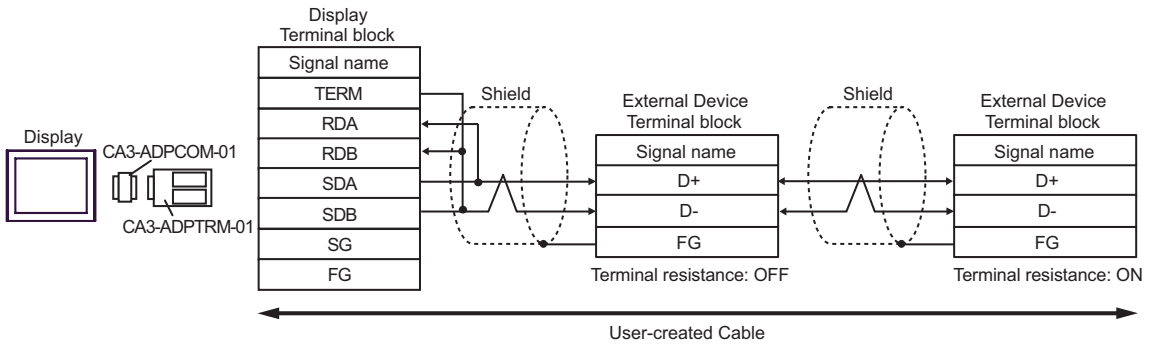 Display
CA3-ADPCOM-01
CA3-ADPTRM-01
Display
Terminal block
Signal name
TERM
RDA
RDB
SDA
SDB
SG
FG
Shield
External Device
Terminal block
Signal name
D+
D-
FG
Terminal resistance: OFF
Shield
External Device
Terminal block
Signal name
D+
D-
FG
Terminal resistance: ON
User-created Cable